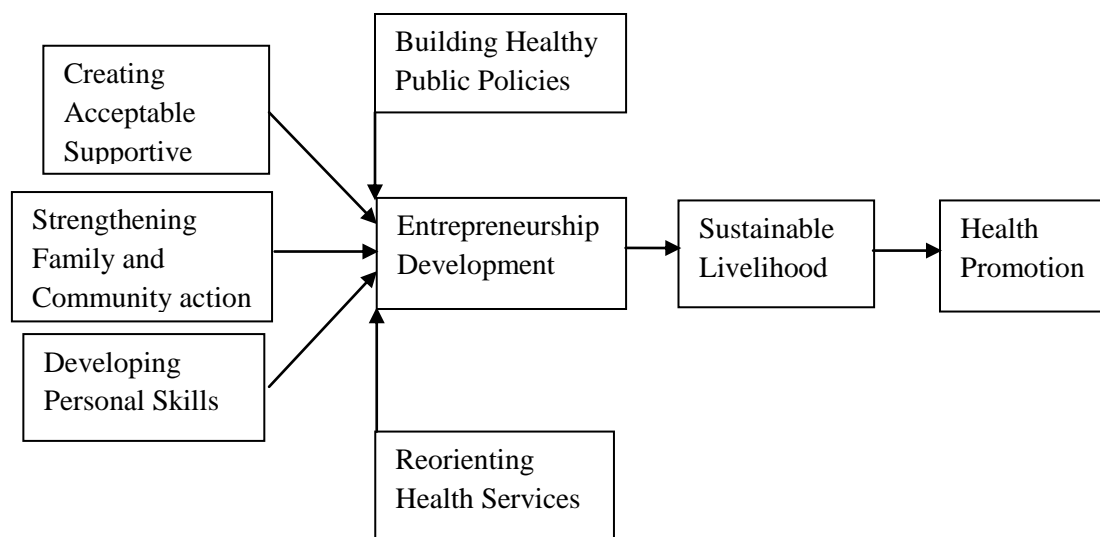 Building Healthy
Public Policies
Creating
Acceptable
Supportive
Strengthening
Family and
Community action
Developing
Personal Skills
Entrepreneurship
Development
Sustainable
Livelihood
Health
Promotion
Reorienting
Health Services